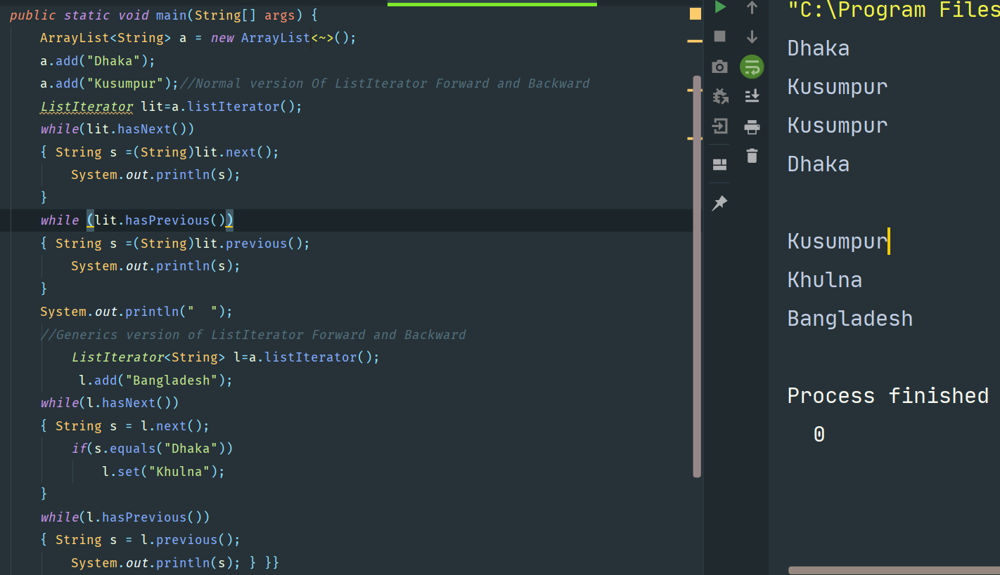 public static void main(String[] args) {
ArrayList<String> a = new ArrayList<~>();
a.add("Dhaka");
a.add("Kusumpur");//Normal version Of ListIterator Forward and Backward
ListIterator lit=a.listIterator();
while(lit.hasNext())
{ String s =(String)lit.next();
System.out.println(s);
}
while (lit.hasPrevious())
{ String s =(String)lit.previous();
System.out.println(s);
}
System.out.println("  ");
//Generics version of ListIterator Forward and Backward
ListIterator<String> l=a.listIterator();
l.add("Bangladesh");
while(l.hasNext())
{ String s = l.next();
if(s.equals("Dhaka"))
l.set("Khulna");
}
while(l.hasPrevious())
{ String s = l.previous();
System.out.println(s); } }}
"C:\Program Files
Dhaka
Kusumpur
Kusumpur
Dhaka
Kusumpur
Khulna
Bangladesh
Process finished
0